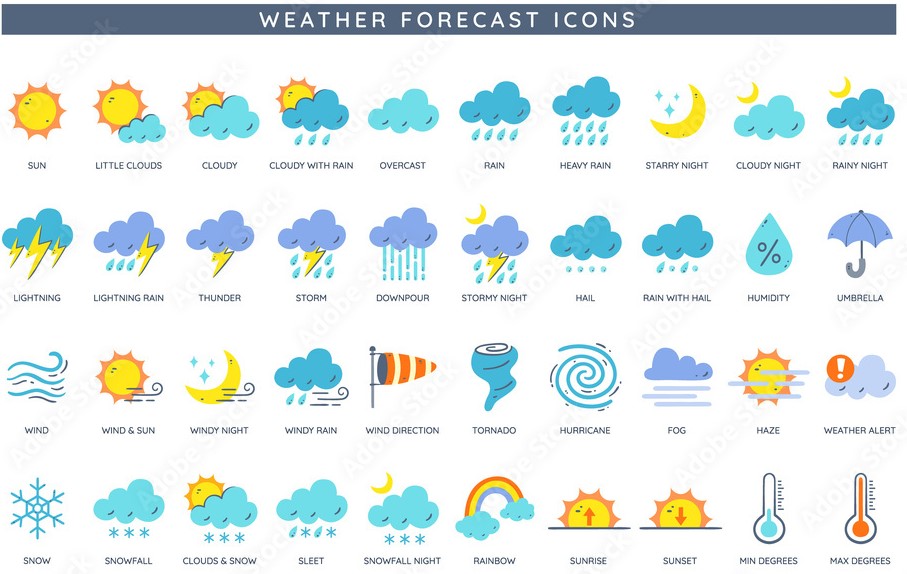 WEATHER FORECAST ICONS
SUN LITTLE CLOUDS CLOUDY CLOUDY WITH RAIN OVERCAST RAIN HEAVY RAIN STARRY NIGHT CLOUDY NIGHT RAINY NIGHT
%
LIGHTNING LIGHTNING RAIN THUNDER STORM DOWNPOUR STORMY NIGHT HAIL RAIN WITH HAIL HUMIDITY UMBRELLA
!
WIND WIND & SUN WINDY NIGHT WINDY RAIN WIND DIRECTION TORNADO HURRICANE FOG HAZE WEATHER ALERT
SNOW SNOWFALL CLOUDS & SNOW SLEET SNOWFALL NIGHT RAINBOW SUNRISE SUNSET MIN DEGREES MAX DEGREES
Adobe Stock